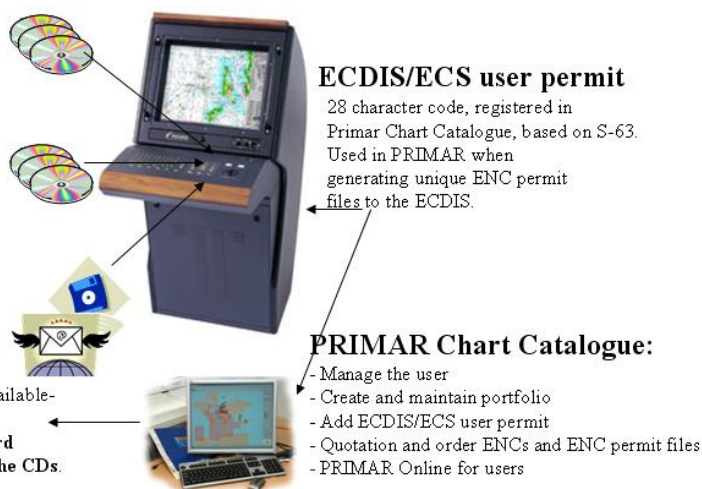 ECDIS/ECS user permit
28 character code, registered in
Primar Chart Catalogue, based on S-63.
Used in PRIMAR when
generating unique ENC permit
files to the ECDIS.
PRIMAR Chart Catalogue:
- Manage the user
- Create and maintain portfolio
- Add ECDIS/ECS user permit
- Quotation and order ENCs and ENC permit files
- PRIMAR Online for users
ailable-
rd
he CDs.